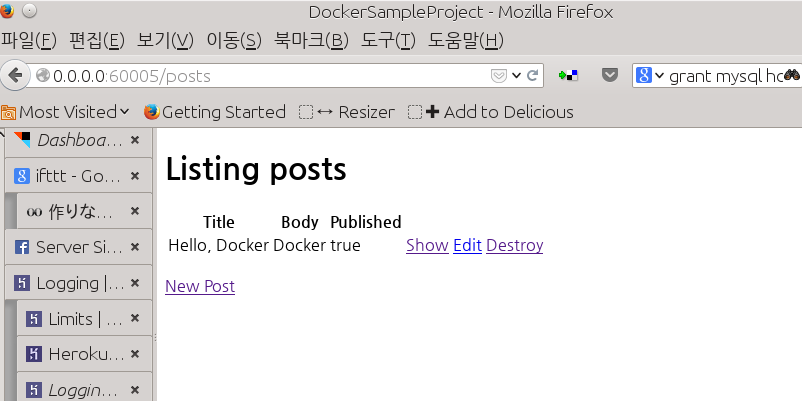 DockerSampleProject - Mozilla Firefox
파일(F) 편집(E) 보기(V) 이동(S) 북마크(B) 도구(T) 도움말(H)
0.0.0.0:60005/posts
grant mysql ho
Most Visited Getting Started Resizer Add to Delicious
Dashboa...
ifttt - Go...
作りな...
Server Si...
Logging |...
Limits | ...
Heroku...
Loggin...
Listing posts
Title Body Published
Hello, Docker Docker true Show Edit Destroy
New Post